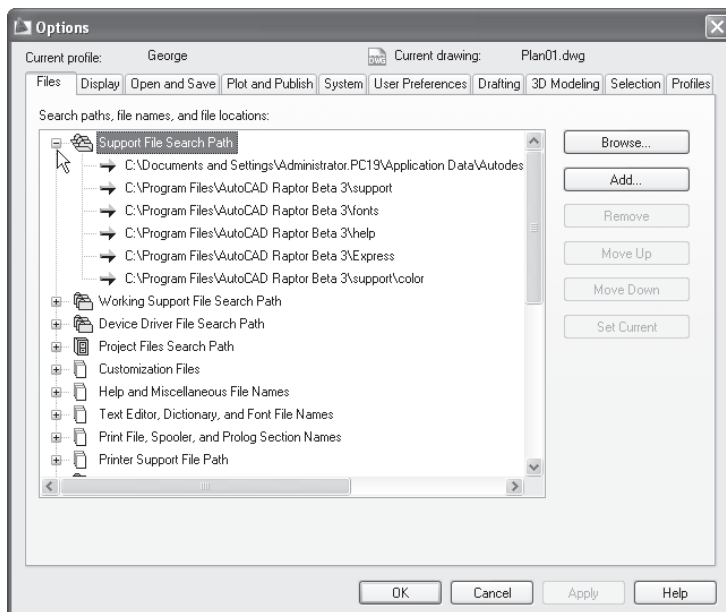 Options
Current profile: George Current drawing: Plan01.dwg
Files Display Open and Save Plot and Publish System User Preferences Drafting 3D Modeling Selection Profiles
Search paths, file names, and file locations:
Support File Search Path
C:\Documents and Settings\Administrator.PC19\Application Data\Autodes
C:\Program Files\AutoCAD Raptor Beta 3\support
C:\Program Files\AutoCAD Raptor Beta 3\fonts
C:\Program Files\AutoCAD Raptor Beta 3\help
C:\Program Files\AutoCAD Raptor Beta 3\Express
C:\Program Files\AutoCAD Raptor Beta 3\support\color
Working Support File Search Path
Device Driver File Search Path
Project Files Search Path
Customization Files
Help and Miscellaneous File Names
Text Editor, Dictionary, and Font File Names
Print File, Spooler, and Prolog Section Names
Printer Support File Path
Browse...
Add...
Remove
Move Up
Move Down
Set Current
OK Cancel Apply Help